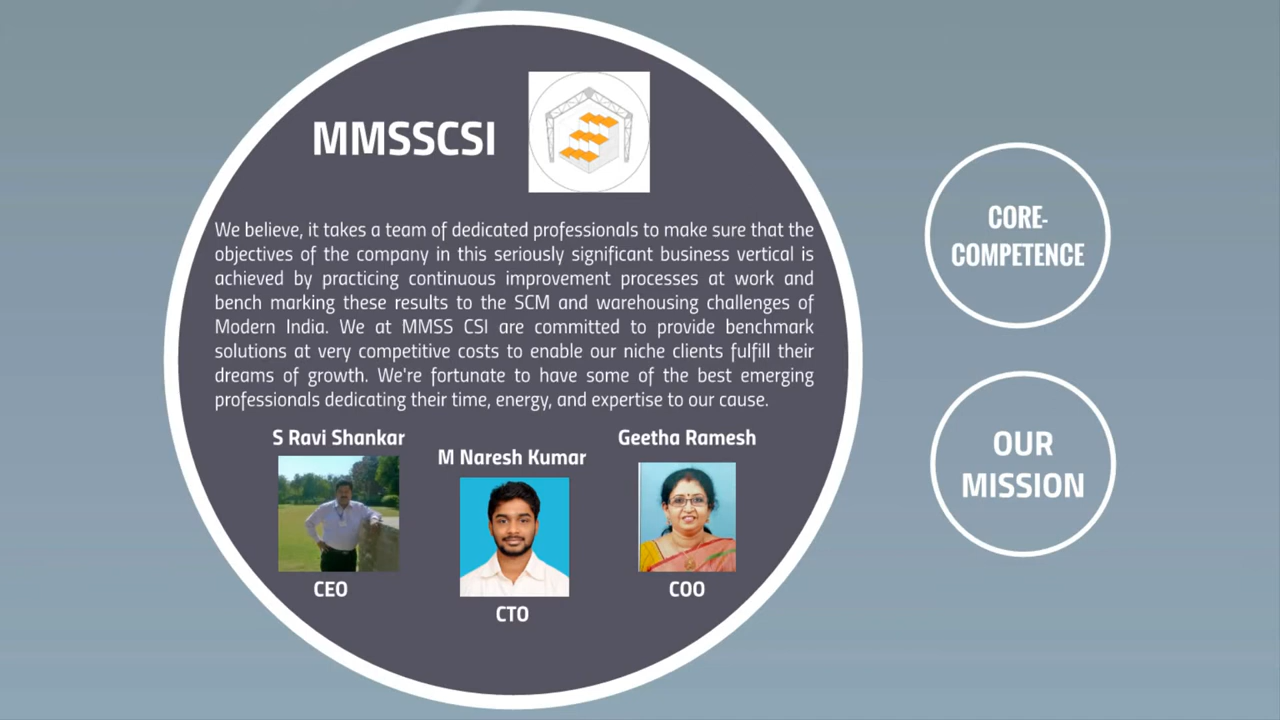 MMSSCSI
We believe, it takes a team of dedicated professionals to make sure that the
objectives of the company in this seriously significant business vertical is
achieved by practicing continuous improvement processes at work and
bench marking these results to the SCM and warehousing challenges of
Modern India. We at MMSS CSI are committed to provide benchmark
solutions at very competitive costs to enable our niche clients fulfill their
dreams of growth. We're fortunate to have some of the best emerging
professionals dedicating their time, energy, and expertise to our cause.
S Ravi Shankar
CEO
M Naresh Kumar
CTO
Geetha Ramesh
COO
CORE-
COMPETENCE
OUR
MISSION